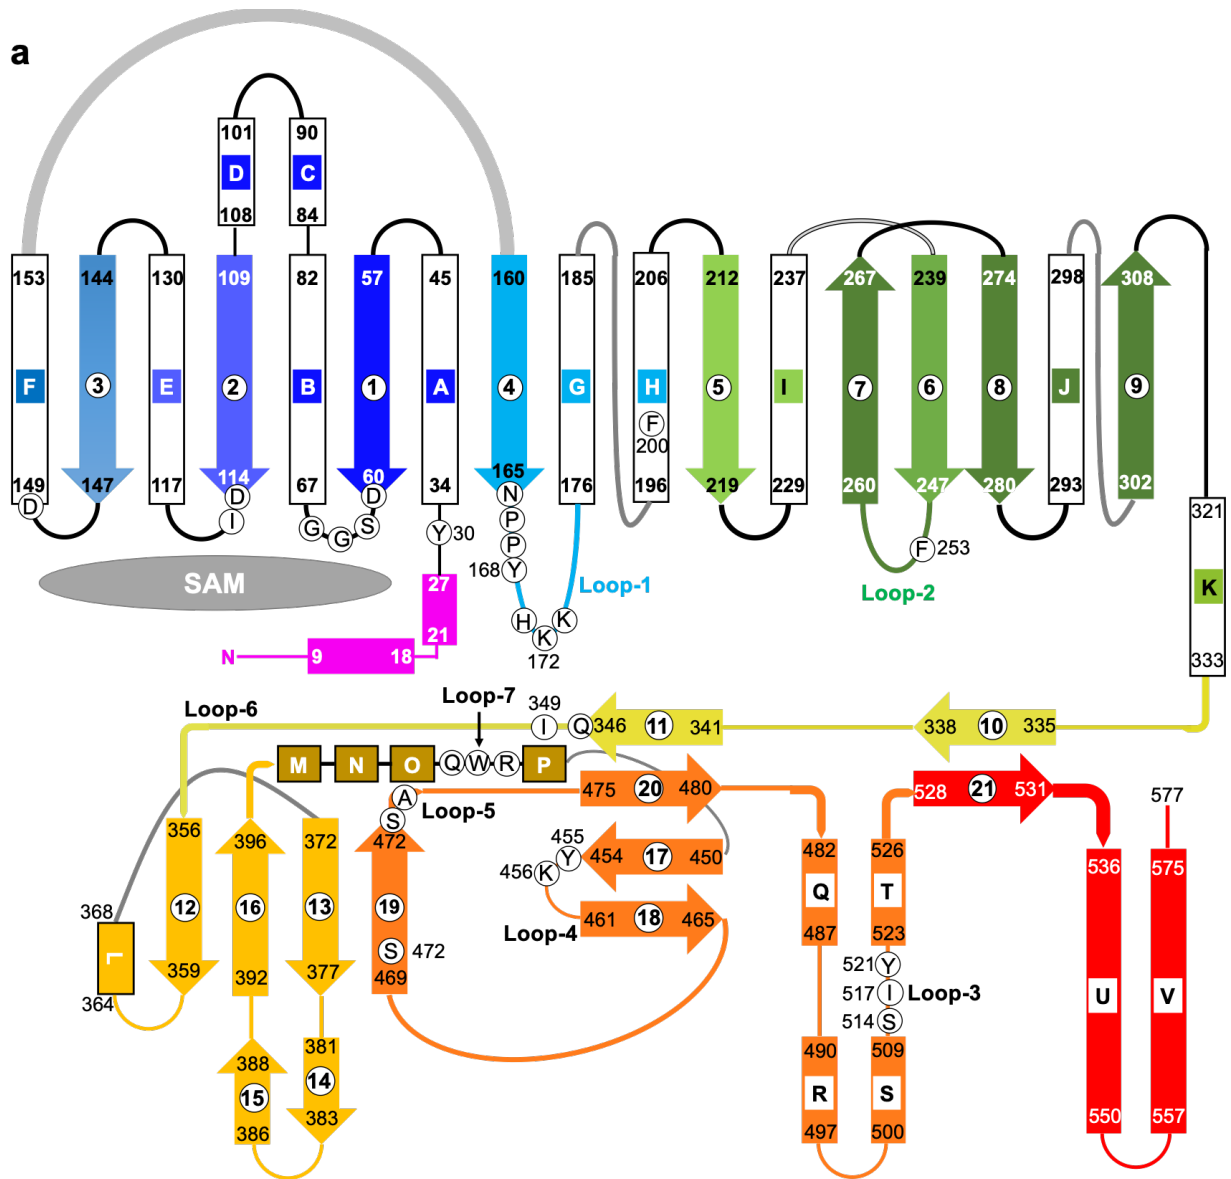 a
101 90
D C
108 84
153 144 130 109 82 57 45 160 185 206 212 237 267 239 274 298 308
F 3 E 2 B 1 A 4 G H 5 I 7 6 8 J 9
F
200
149 147 117 114 67 60 34 165 176 196 219 229 260 247 280 293 302
D D I G G S D Y 30 N P P Y 168 F 253
321
SAM
Loop-1
Loop-2
K
27
21
H K K
172
N 9 18
333
Loop-7
349
Loop-6
I Q 346 11 341 338 10 335
M N O Q W R P
A
S
Loop-5
475 20 480
528 21 531
577
356 396 372 472
455
Y 454 17 450
456 K
482 526
536 575
368
L
364
12 16 13 19
461 18 465
Loop-4
Q T
S 472
359 392 377 469
487 523
521 Y
517 I Loop-3
514 S
U V
388 381
15 14
386 383
490 509
R S
497 500
550 557